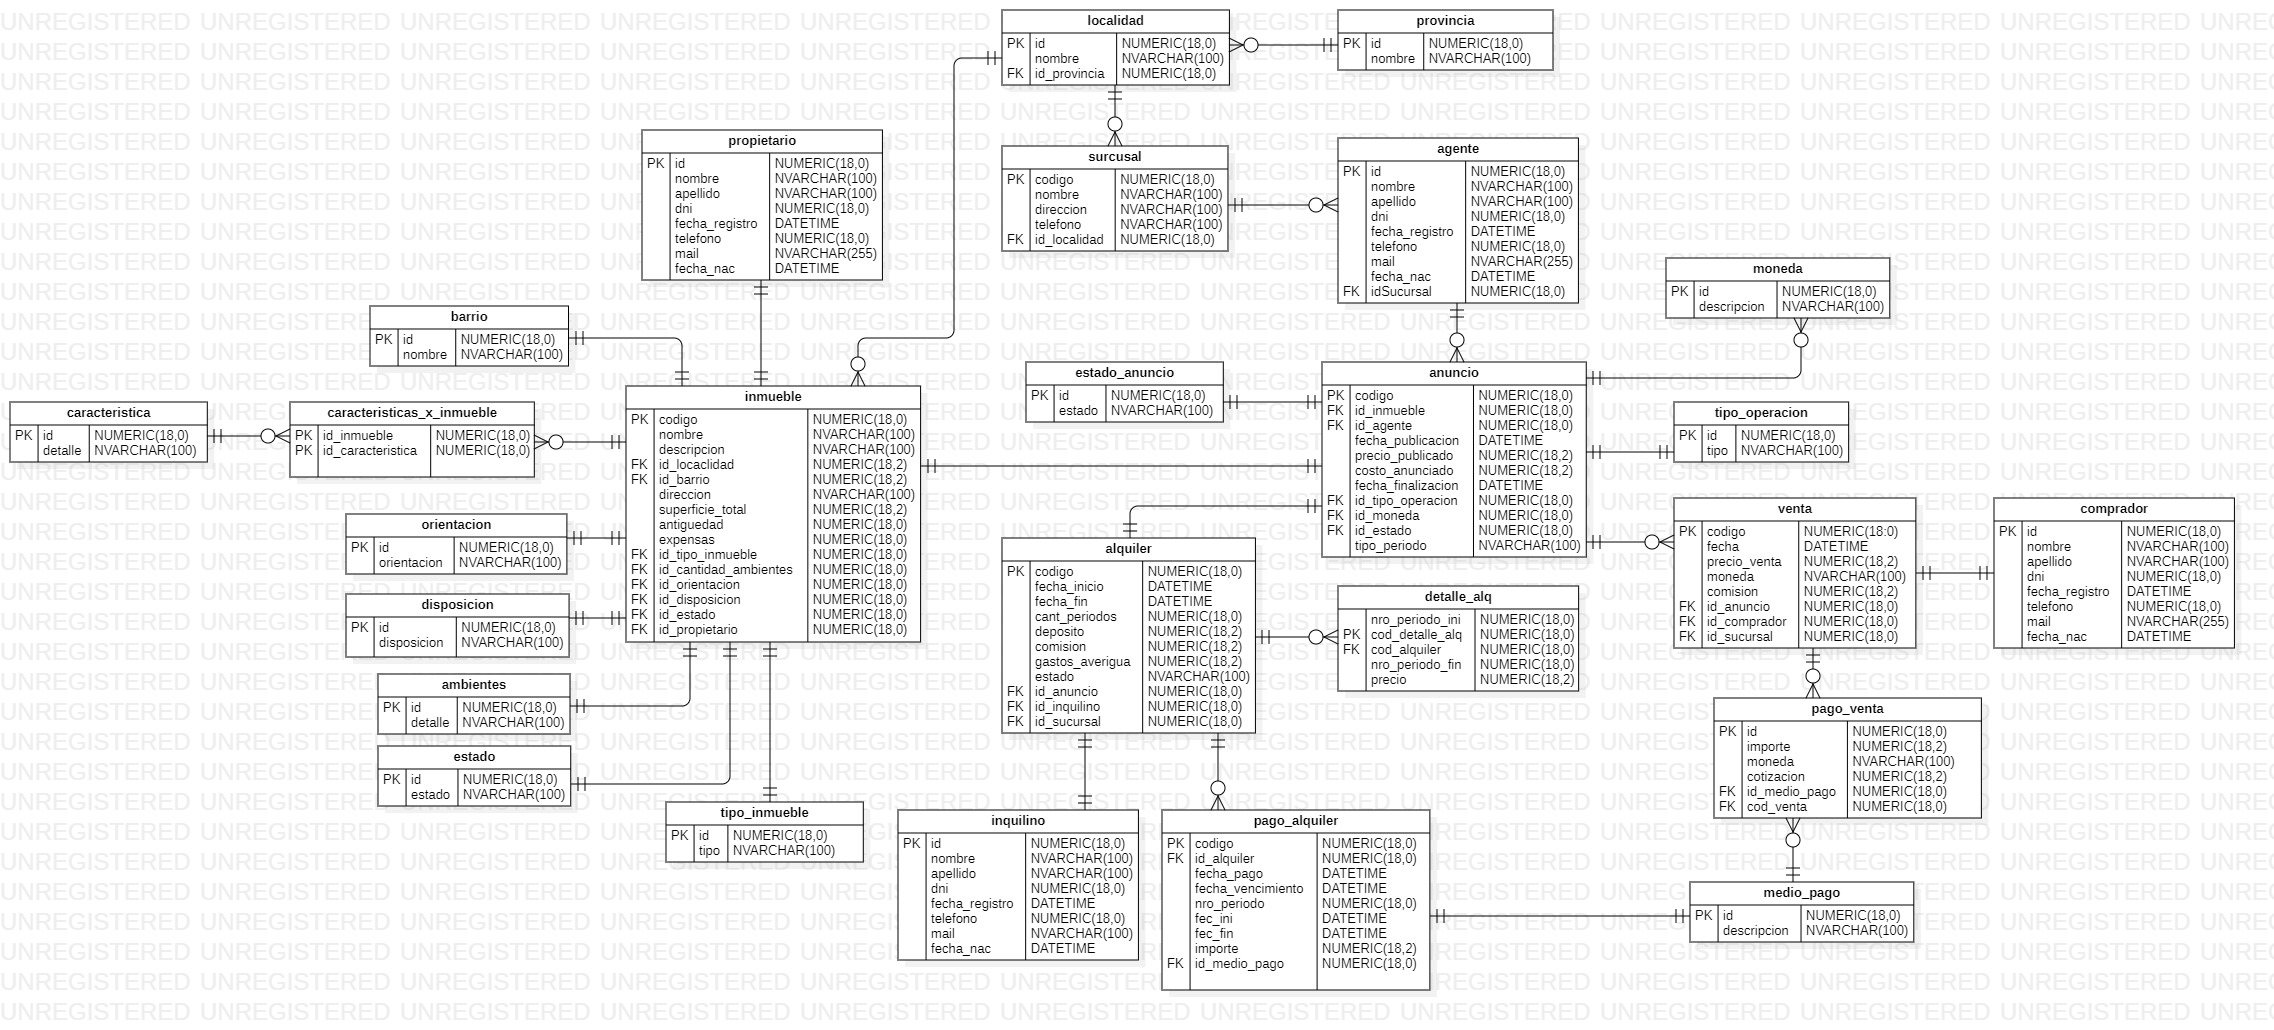 localidad
PK id NUMERIC(18,0)
nombre NVARCHAR(100)
FK id_provincia NUMERIC(18,0)
provincia
PK id NUMERIC(18,0)
nombre NVARCHAR(100)
propietario
PK id NUMERIC(18,0)
nombre NVARCHAR(100)
apellido NVARCHAR(100)
dni NUMERIC(18,0)
fecha_registro DATETIME
telefono NUMERIC(18,0)
mail NVARCHAR(255)
fecha_nac DATETIME
surcusal
PK codigo NUMERIC(18,0)
nombre NVARCHAR(100)
direccion NVARCHAR(100)
telefono NVARCHAR(100)
FK id_localidad NUMERIC(18,0)
agente
PK id NUMERIC(18,0)
nombre NVARCHAR(100)
apellido NVARCHAR(100)
dni NUMERIC(18,0)
fecha_registro DATETIME
telefono NUMERIC(18,0)
mail NVARCHAR(255)
fecha_nac DATETIME
FK idSucursal NUMERIC(18,0)
moneda
PK id NUMERIC(18,0)
descripcion NVARCHAR(100)
barrio
PK id NUMERIC(18,0)
nombre NVARCHAR(100)
estado_anuncio
PK id NUMERIC(18,0)
estado NVARCHAR(100)
anuncio
PK codigo NUMERIC(18,0)
FK id_inmueble NUMERIC(18,0)
FK id_agente NUMERIC(18,0)
fecha_publicacion DATETIME
precio_publicado NUMERIC(18,2)
costo_anunciado NUMERIC(18,2)
fecha_finalizacion DATETIME
FK id_tipo_operacion NUMERIC(18,0)
FK id_moneda NUMERIC(18,0)
FK id_estado NUMERIC(18,0)
tipo_periodo NVARCHAR(100)
tipo_operacion
PK id NUMERIC(18,0)
tipo NVARCHAR(100)
caracteristica
PK id NUMERIC(18,0)
detalle NVARCHAR(100)
caracteristicas_x_inmueble
PK id_inmueble NUMERIC(18,0)
PK id_caracteristica NUMERIC(18,0)
inmueble
PK codigo NUMERIC(18,0)
nombre NVARCHAR(100)
descripcion NVARCHAR(100)
FK id_locaclidad NUMERIC(18,2)
FK id_barrio NUMERIC(18,2)
direccion NVARCHAR(100)
superficie_total NUMERIC(18,2)
antiguedad NUMERIC(18,0)
expensas NUMERIC(18,0)
FK id_tipo_inmueble NUMERIC(18,0)
FK id_cantidad_ambientes NUMERIC(18,0)
FK id_orientacion NUMERIC(18,0)
FK id_disposicion NUMERIC(18,0)
FK id_estado NUMERIC(18,0)
FK id_propietario NUMERIC(18,0)
orientacion
PK id NUMERIC(18,0)
orientacion NVARCHAR(100)
disposicion
PK id NUMERIC(18,0)
disposicion NVARCHAR(100)
ambientes
PK id NUMERIC(18,0)
detalle NVARCHAR(100)
estado
PK id NUMERIC(18,0)
estado NVARCHAR(100)
tipo_inmueble
PK id NUMERIC(18,0)
tipo NVARCHAR(100)
alquiler
PK codigo NUMERIC(18,0)
fecha_inicio DATETIME
fecha_fin DATETIME
cant_periodos NUMERIC(18,0)
deposito NUMERIC(18,2)
comision NUMERIC(18,2)
gastos_averigua NUMERIC(18,2)
estado NVARCHAR(100)
FK id_anuncio NUMERIC(18,0)
FK id_inquilino NUMERIC(18,0)
FK id_sucursal NUMERIC(18,0)
detalle_alq
nro_periodo_ini NUMERIC(18,0)
PK cod_detalle_alq NUMERIC(18,0)
FK cod_alquiler NUMERIC(18,0)
nro_periodo_fin NUMERIC(18,0)
precio NUMERIC(18,2)
venta
PK codigo NUMERIC(18:0)
fecha DATETIME
precio_venta NUMERIC(18,2)
moneda NVARCHAR(100)
comision NUMERIC(18,2)
FK id_anuncio NUMERIC(18,0)
FK id_comprador NUMERIC(18,0)
FK id_sucursal NUMERIC(18,0)
comprador
PK id NUMERIC(18,0)
nombre NVARCHAR(100)
apellido NVARCHAR(100)
dni NUMERIC(18,0)
fecha_registro DATETIME
telefono NUMERIC(18,0)
mail NVARCHAR(255)
fecha_nac DATETIME
pago_venta
PK id NUMERIC(18,0)
importe NUMERIC(18,2)
moneda NVARCHAR(100)
cotizacion NUMERIC(18,2)
FK id_medio_pago NUMERIC(18,0)
FK cod_venta NUMERIC(18,0)
inquilino
PK id NUMERIC(18,0)
nombre NVARCHAR(100)
apellido NVARCHAR(100)
dni NUMERIC(18,0)
fecha_registro DATETIME
telefono NUMERIC(18,0)
mail NVARCHAR(100)
fecha_nac DATETIME
pago_alquiler
PK codigo NUMERIC(18,0)
FK id_alquiler NUMERIC(18,0)
fecha_pago DATETIME
fecha_vencimiento DATETIME
nro_periodo NUMERIC(18,0)
fec_ini DATETIME
fec_fin DATETIME
importe NUMERIC(18,2)
FK id_medio_pago NUMERIC(18,0)
medio_pago
PK id NUMERIC(18,0)
descripcion NVARCHAR(100)
UNREGISTERED